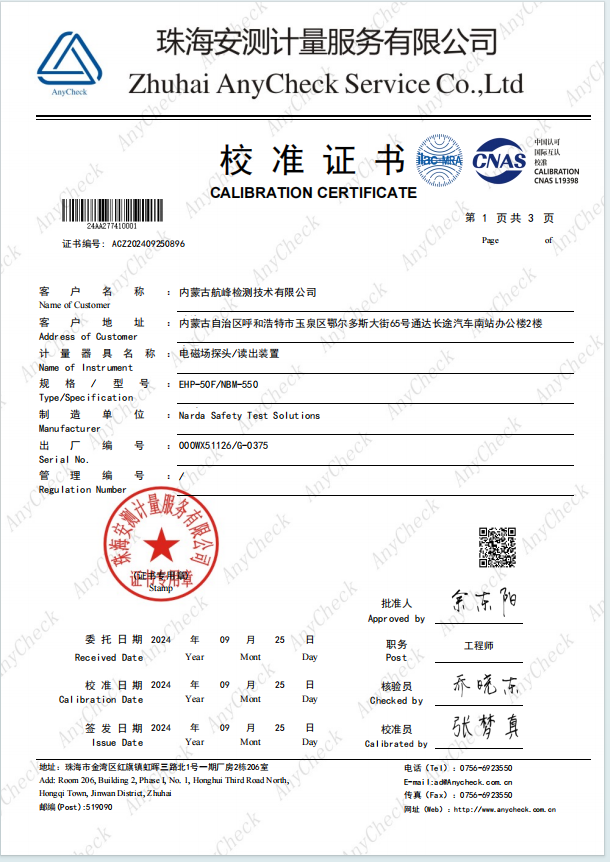 AnyCheck
珠海安测计量服务有限公司
Zhuhai AnyCheck Service Co.,Ltd
校准证书
CALIBRATION CERTIFICATE
ilac-MRA
CNAS
中国认可
国际互认
校准
CALIBRATION
CNAS L19398
24AA277410001
证书编号: ACZ202409250896
第 1 页共 3 页
Page of
客户名称 : 内蒙古航峰检测技术有限公司
Name of Customer
客户地址 : 内蒙古自治区呼和浩特市玉泉区鄂尔多斯大街65号通达长途汽车南站办公楼2楼
Address of Customer
计量器具名称 : 电磁场探头/读出装置
Name of Instrument
规格/型号 : EHP-50F/NBM-550
Type/Specification
制造单位 : Narda Safety Test Solutions
Manufacturer
出厂编号 : 000WX51126/G-0375
Serial No.
管理编号 : /
Regulation Number
珠海安测计量服务有限公司
证书专用章
(证书专用章)
Stamp
批准人 余东阳
Approved by
职务 工程师
Post
核验员 乔晓东
Checked by
校准员 张梦真
Calibrated by
委托日期 2024 年 09 月 25 日
Received Date Year Mont Day
校准日期 2024 年 09 月 25 日
Calibration Date Year Mont Day
签发日期 2024 年 09 月 25 日
Issue Date Year Mont Day
地址: 珠海市金湾区红旗镇虹晖三路北1号一期厂房2栋206室
Add: Room 206, Building 2, Phase I, No. 1, Honghui Third Road North,
Hongqi Town, Jinwan District, Zhuhai
邮编(Post):519090
电话(Tel): 0756-6923550
E-mail:ad@Anycheck.com.cn
传真(Fax): 0756-6923550
网址(Web): http://www.anycheck.com.cn